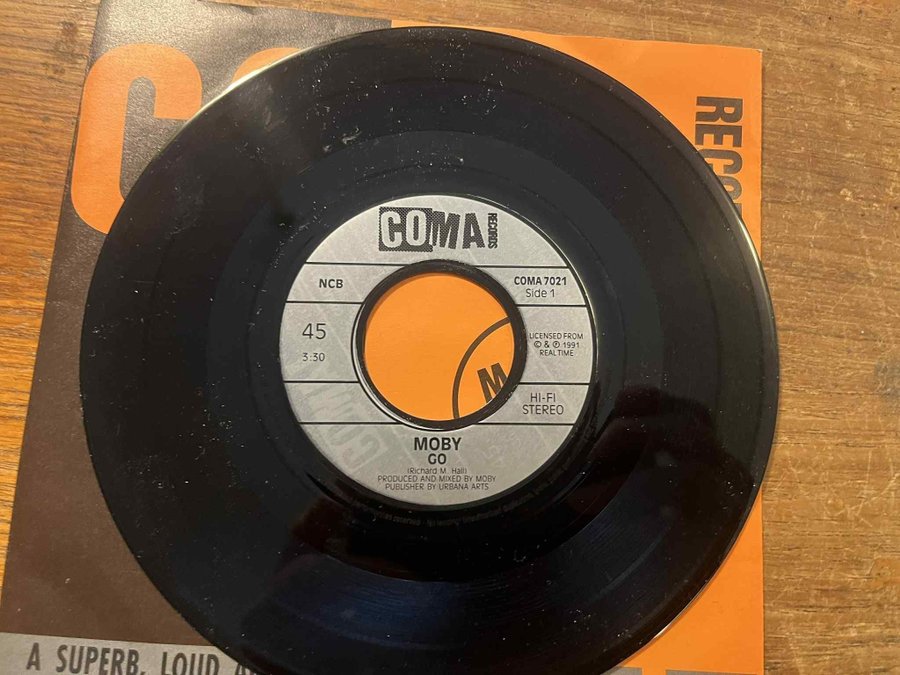 CO
RECO
COMA
RECORDS
NCB
COMA 7021
Side 1
45
3:30
LICENSED FROM
© & ℗ 1991
REALTIME
HI-FI
STEREO
M
MOBY
GO
(Richard M. Hall)
PRODUCED AND MIXED BY MOBY
PUBLISHER BY URBANA ARTS
A SUPERB, LOUD A